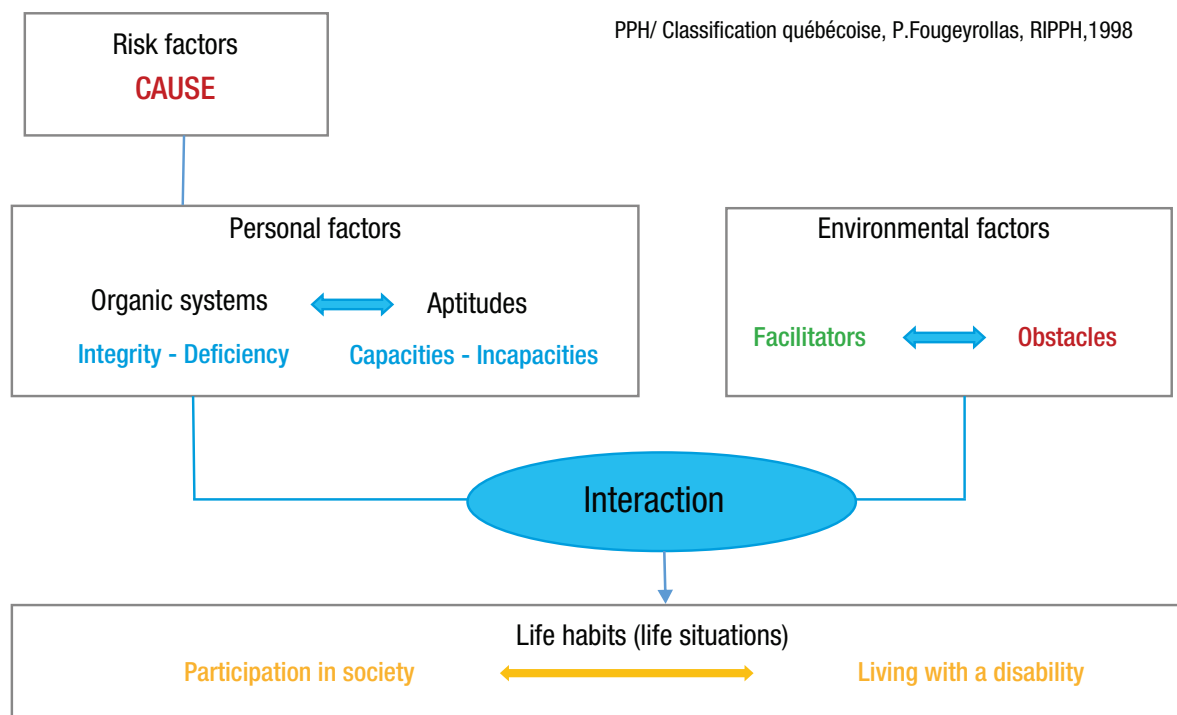 PPH/ Classification québécoise, P.Fougeyrollas, RIPPH,1998
Risk factors
CAUSE
Personal factors
Organic systems
Aptitudes
Integrity - Deficiency
Capacities - Incapacities
Environmental factors
Facilitators
Obstacles
Interaction
Life habits (life situations)
Participation in society
Living with a disability